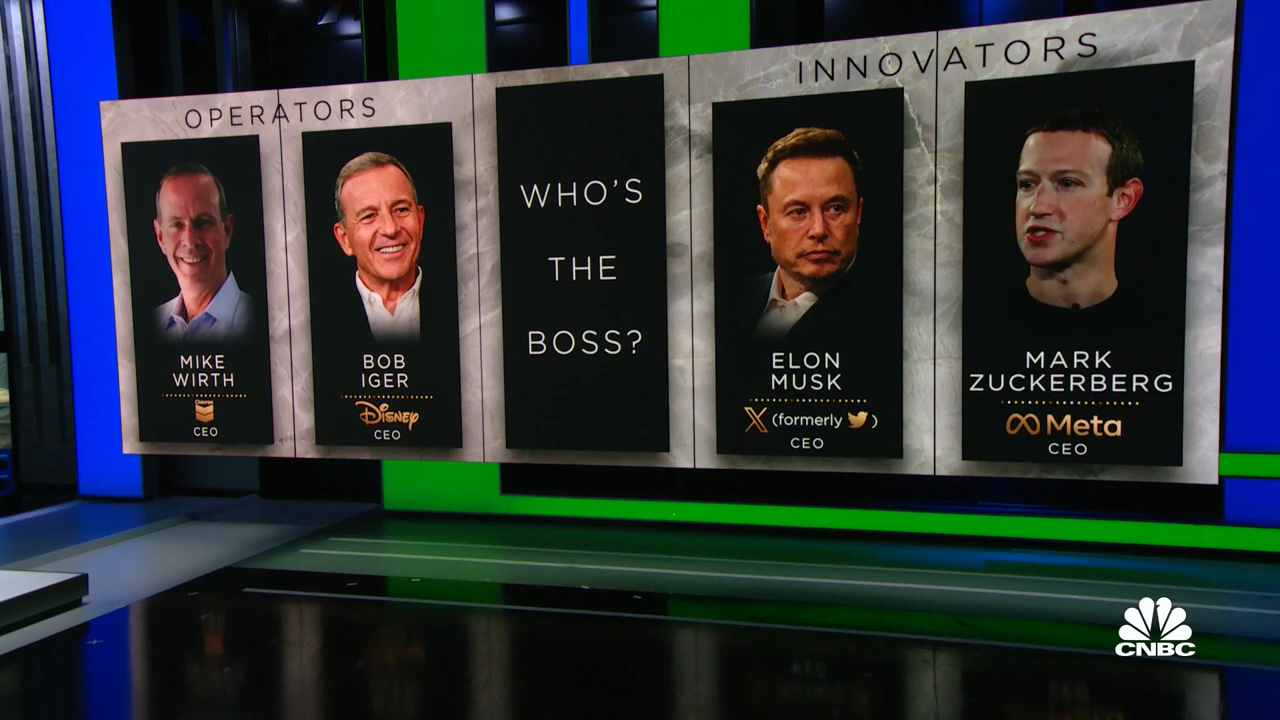 OPERATORS
MIKE
WIRTH
Chevron
CEO
BOB
IGER
Disney
CEO
WHO'S
THE
BOSS?
INNOVATORS
ELON
MUSK
X (formerly )
CEO
MARK
ZUCKERBERG
Meta
CEO
CNBC